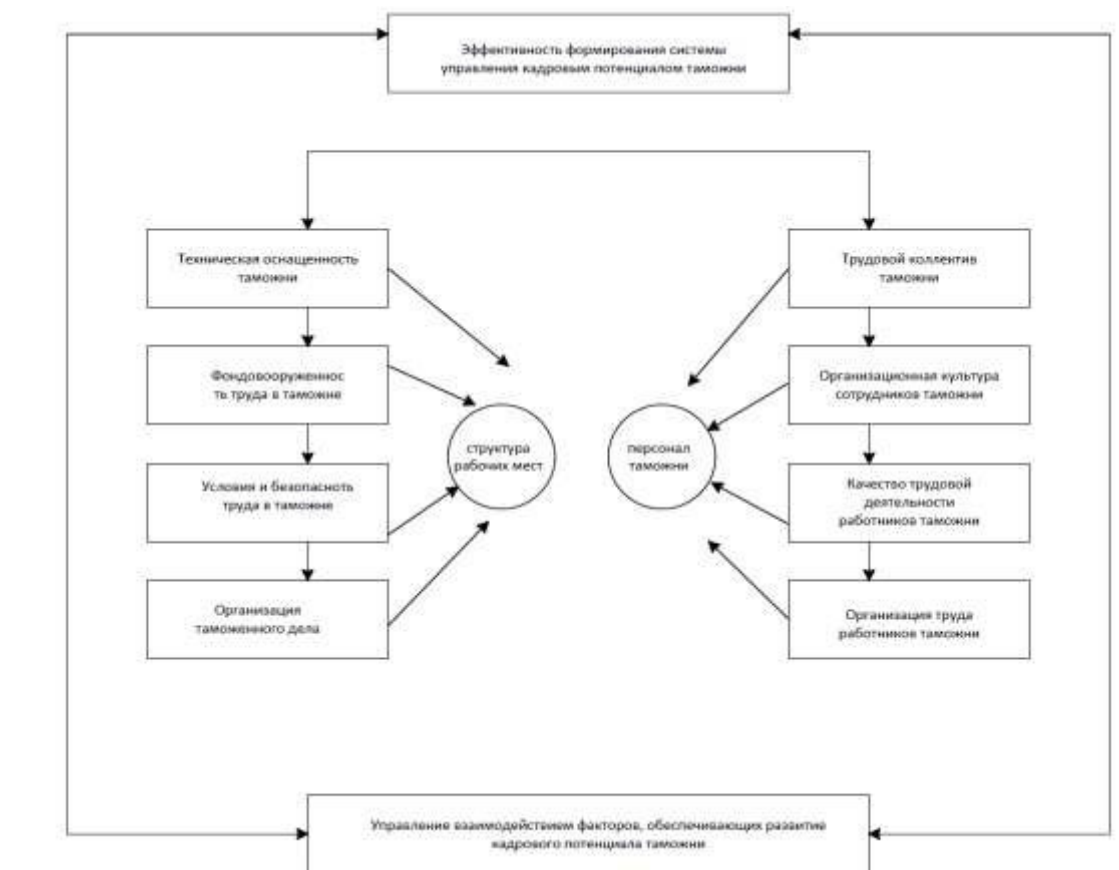 Эффективность формирования системы
управления кадровым потенциалом таможни
Техническая оснащенность
таможни
Фондовооруженнос
ть труда в таможне
Условия и безопасноть
труда в таможне
Организация
таможенного дела
структура
рабочих мест
персонал
таможни
Трудовой коллектив
таможни
Организационная культура
сотрудников таможни
Качество трудовой
деятельности
работников таможни
Организация труда
работников таможни
Управление взаимодействием факторов, обеспечивающих развитие
кадрового потенциала таможни